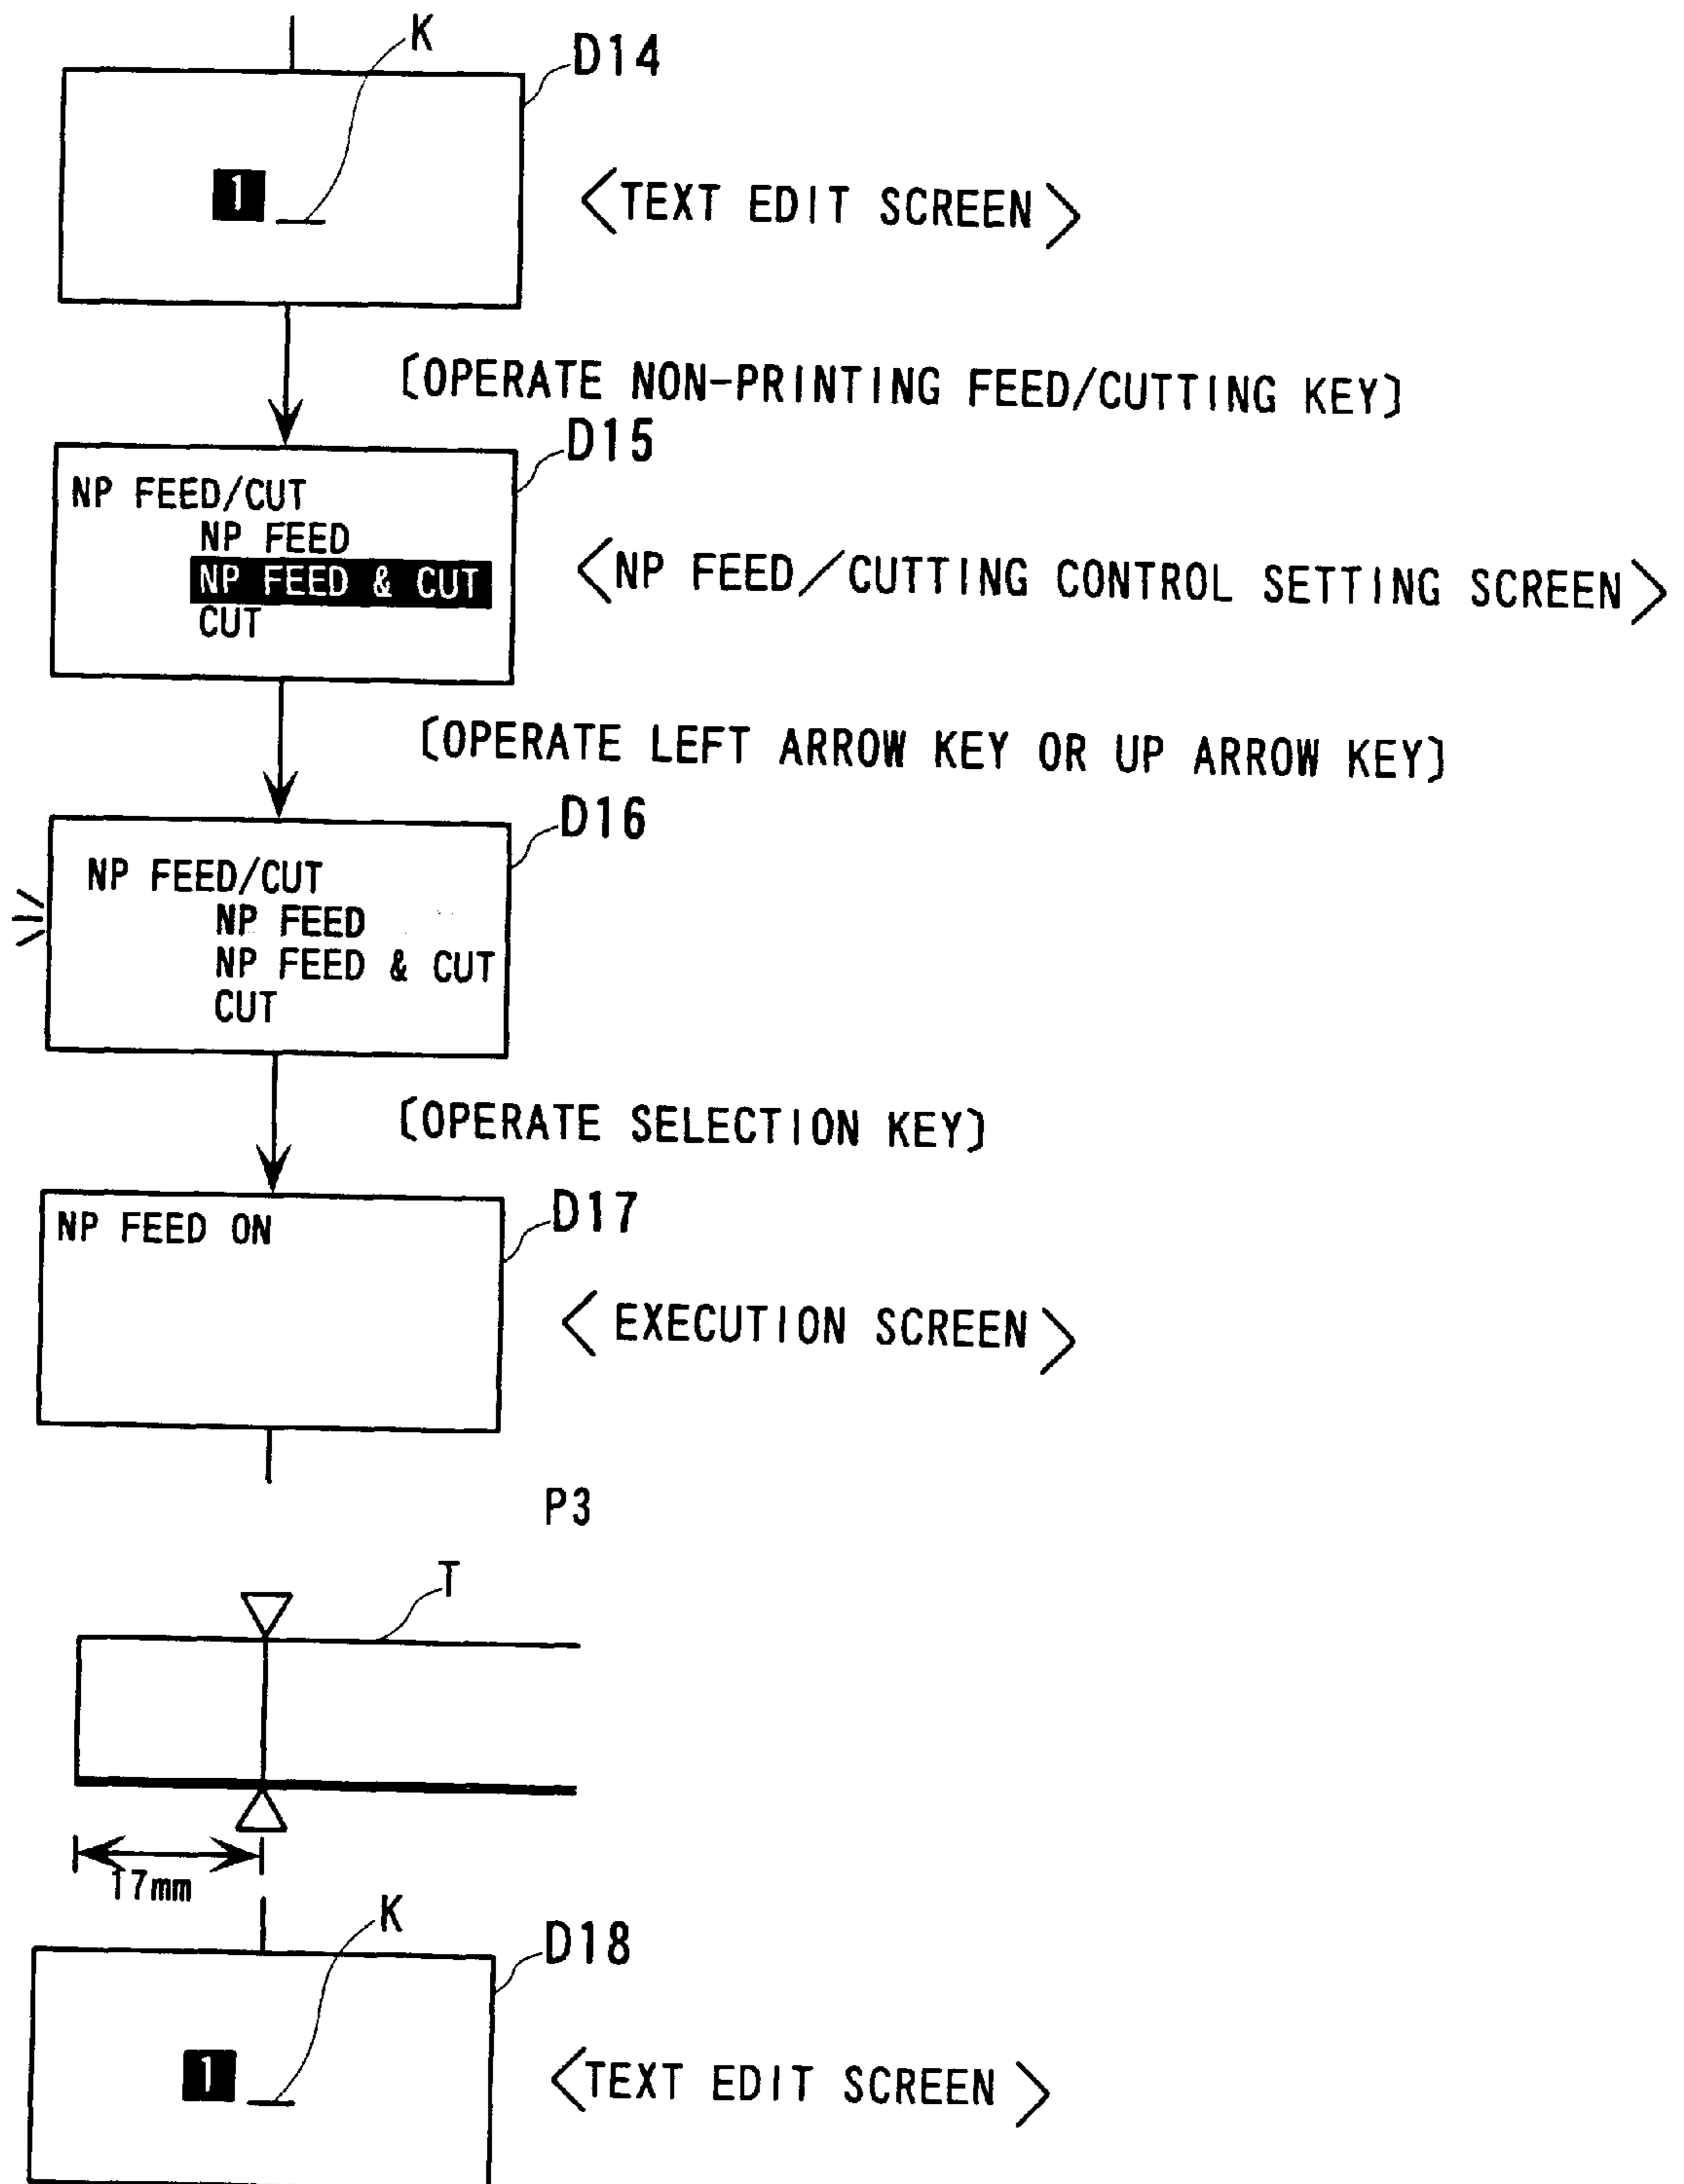 K
D14
1
<TEXT EDIT SCREEN>
[OPERATE NON-PRINTING FEED/CUTTING KEY]
D15
NP FEED/CUT
NP FEED
NP FEED & CUT
CUT
<NP FEED/CUTTING CONTROL SETTING SCREEN>
[OPERATE LEFT ARROW KEY OR UP ARROW KEY]
D16
NP FEED/CUT
NP FEED
NP FEED & CUT
CUT
[OPERATE SELECTION KEY]
D17
NP FEED ON
<EXECUTION SCREEN>
P3
T
17mm
K
D18
1
<TEXT EDIT SCREEN>